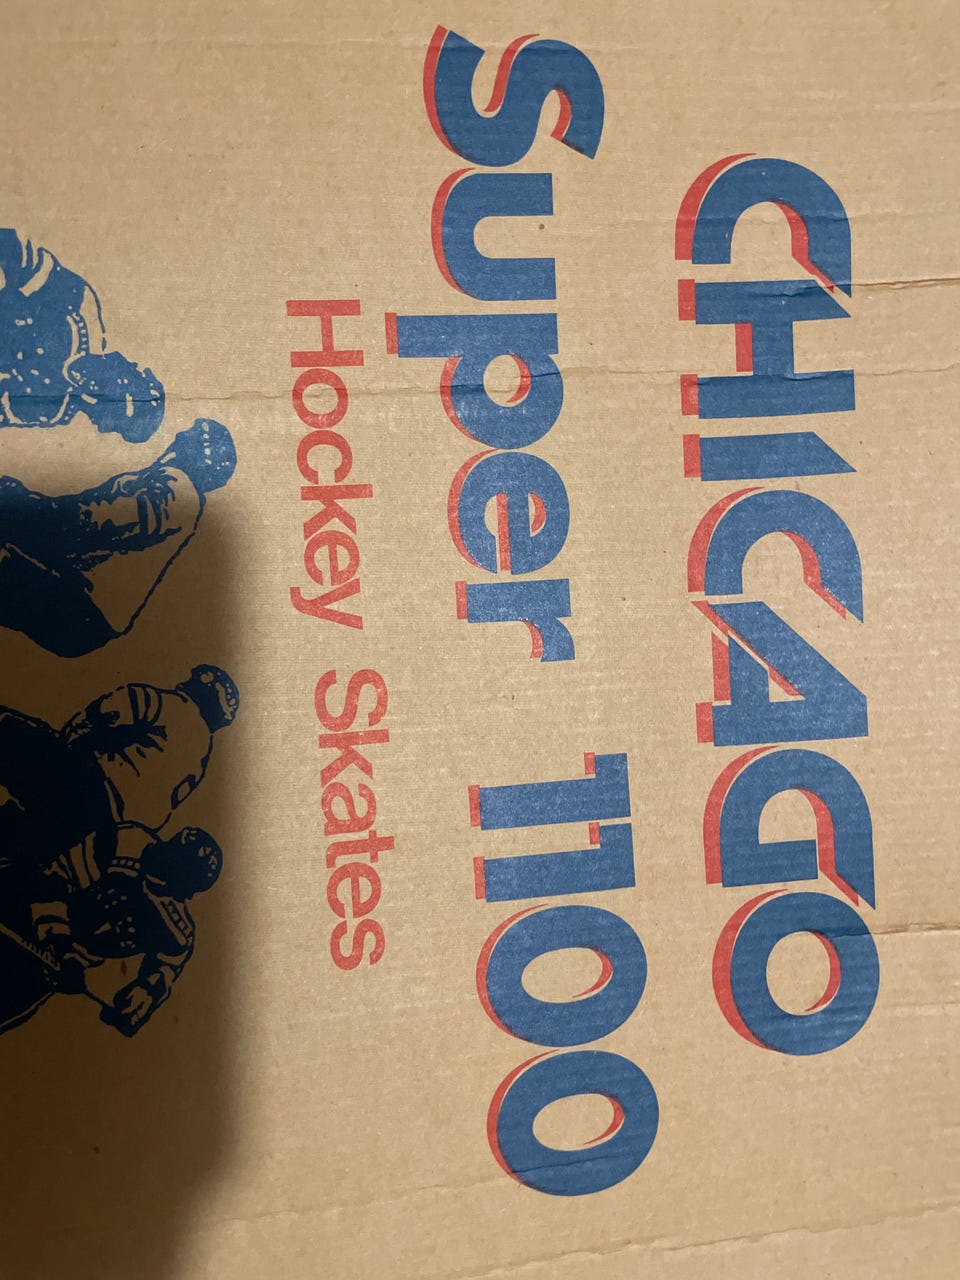 CHICAGO
Super 1100
Hockey Skates